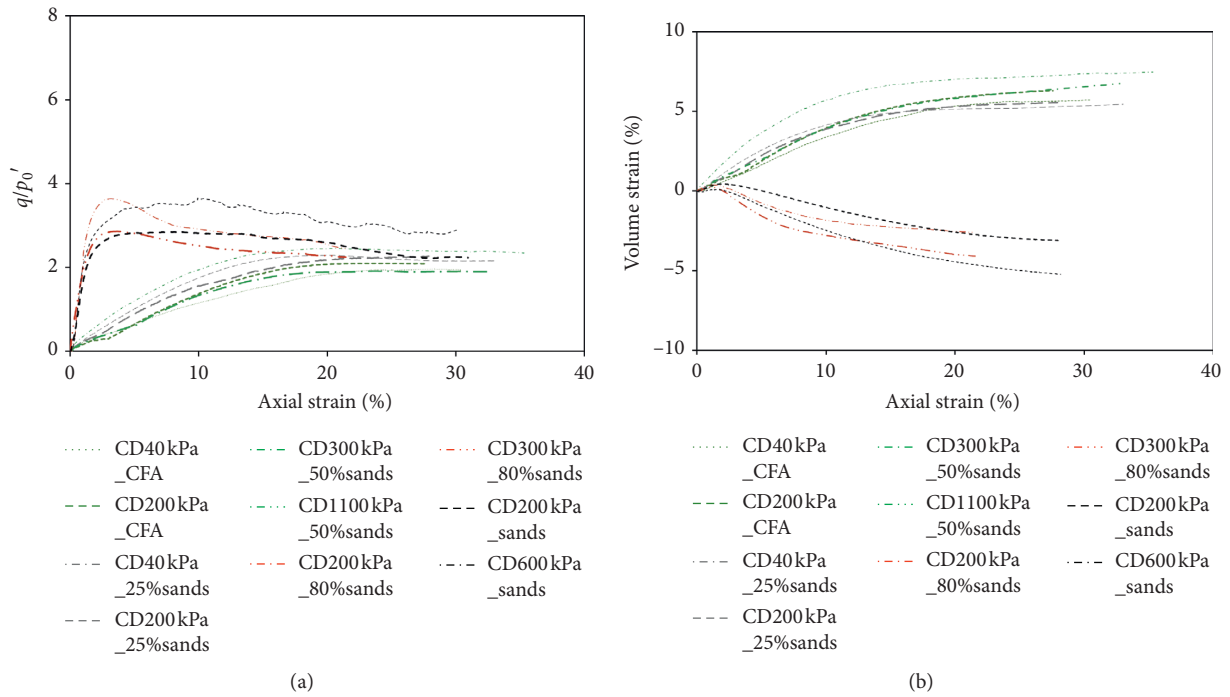 8
6
4
2
0
q/p0′
0
10
20
30
40
Axial strain (%)
CD40 kPa
_CFA
CD200 kPa
_CFA
CD40 kPa
_25%sands
CD200 kPa
_25%sands
CD300 kPa
_50%sands
CD1100 kPa
_50%sands
CD200 kPa
_80%sands
CD300 kPa
_80%sands
CD200 kPa
_sands
CD600 kPa
_sands
(a)
10
5
0
−5
−10
Volume strain (%)
0
10
20
30
40
Axial strain (%)
CD40 kPa
_CFA
CD200 kPa
_CFA
CD40 kPa
_25%sands
CD200 kPa
_25%sands
CD300 kPa
_50%sands
CD1100 kPa
_50%sands
CD200 kPa
_80%sands
CD300 kPa
_80%sands
CD200 kPa
_sands
CD600 kPa
_sands
(b)